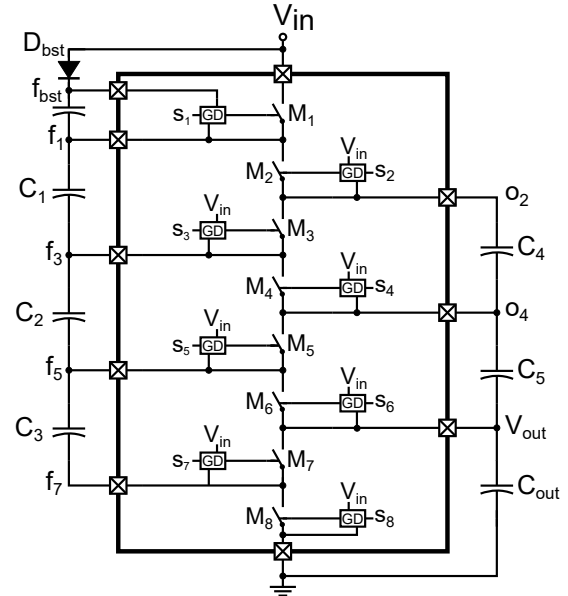 Vin
Dbst
fbst
s1 GD M1
f1
Vin
M2 GD s2
C1
Vin
o2
s3 GD M3
f3
Vin
C4
M4 GD s4
C2
Vin
o4
s5 GD M5
f5
Vin
C5
M6 GD s6
C3
Vin
Vout
s7 GD M7
f7
Vin
Cout
M8 GD s8